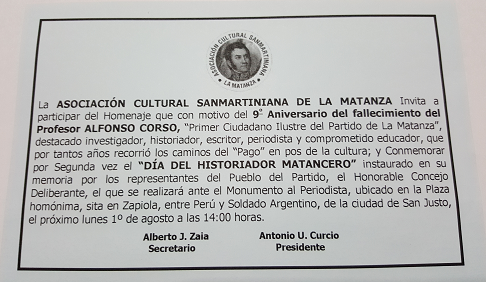 ASOCIACIÓN CULTURAL SANMARTINIANA
LA MATANZA
La ASOCIACIÓN CULTURAL SANMARTINIANA DE LA MATANZA Invita a
participar del Homenaje que con motivo del 9° Aniversario del fallecimiento del
Profesor ALFONSO CORSO, "Primer Ciudadano Ilustre del Partido de La Matanza",
destacado investigador, historiador, escritor, periodista y comprometido educador, que
por tantos años recorrió los caminos del "Pago" en pos de la cultura; y Conmemorar
por Segunda vez el "DÍA DEL HISTORIADOR MATANCERO" instaurado en su
memoria por los representantes del Pueblo del Partido, el Honorable Concejo
Deliberante, el que se realizará ante el Monumento al Periodista, ubicado en la Plaza
homónima, sita en Zapiola, entre Perú y Soldado Argentino, de la ciudad de San Justo,
el próximo lunes 1º de agosto a las 14:00 horas.
Alberto J. Zaia Antonio U. Curcio
Secretario Presidente